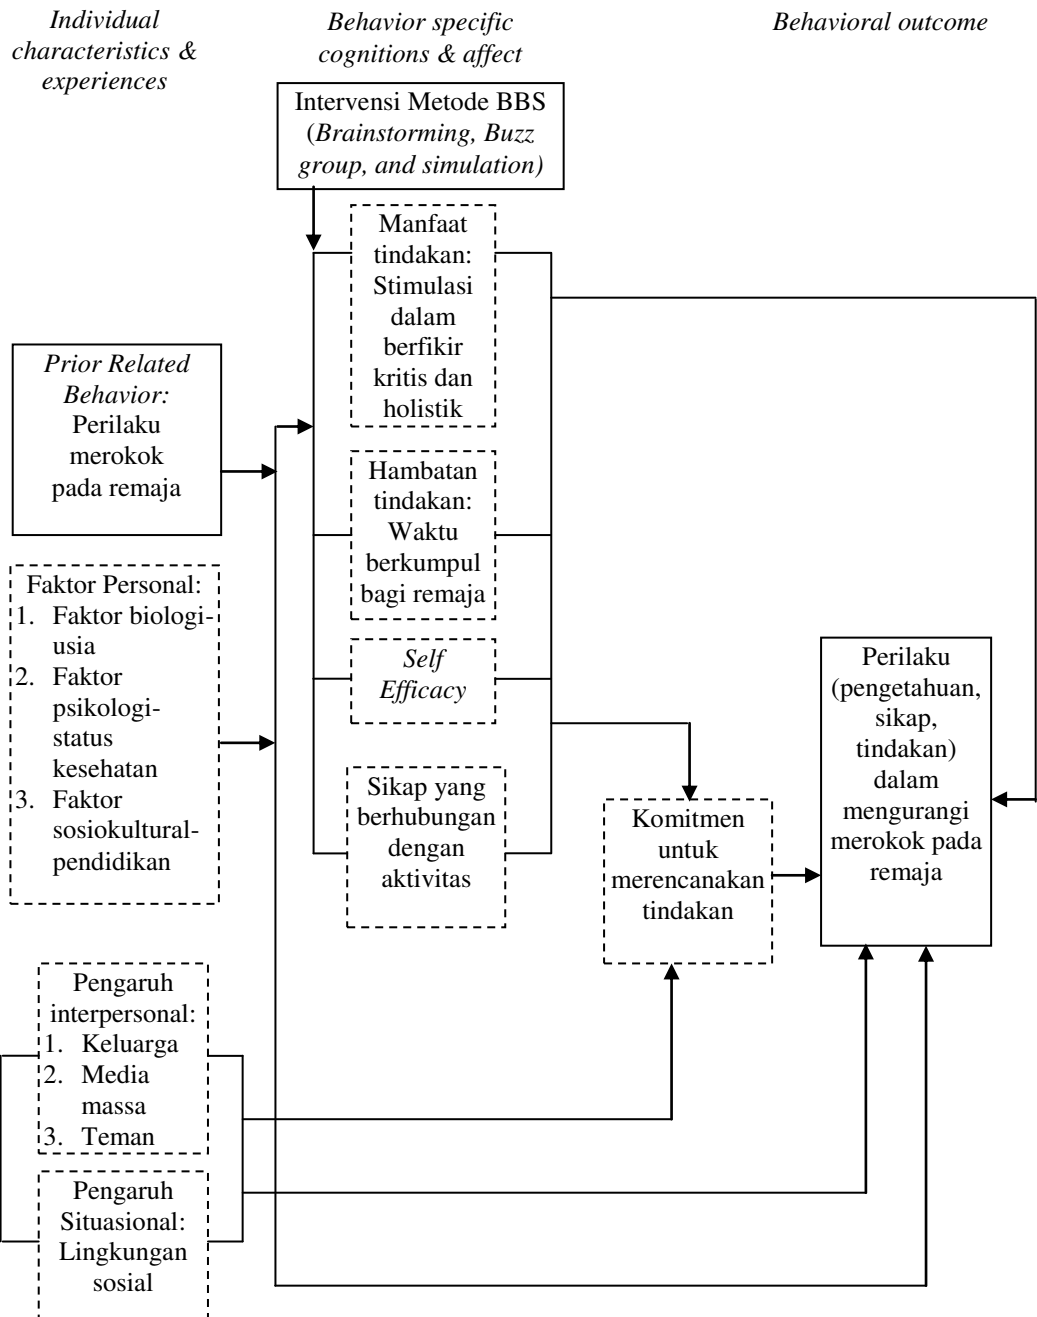 Individual
characteristics &
experiences
Behavior specific
cognitions & affect
Behavioral outcome
Intervensi Metode BBS
(Brainstorming, Buzz
group, and simulation)
Manfaat
tindakan:
Stimulasi
dalam
berfikir
kritis dan
holistik
Prior Related
Behavior:
Perilaku
merokok
pada remaja
Hambatan
tindakan:
Waktu
berkumpul
bagi remaja
Faktor Personal:
1. Faktor biologi-
usia
2. Faktor
psikologi-
status
kesehatan
3. Faktor
sosiokultural-
pendidikan
Self
Efficacy
Sikap yang
berhubungan
dengan
aktivitas
Komitmen
untuk
merencanakan
tindakan
Perilaku
(pengetahuan,
sikap,
tindakan)
dalam
mengurangi
merokok pada
remaja
Pengaruh
interpersonal:
1. Keluarga
2. Media
massa
3. Teman
Pengaruh
Situasional:
Lingkungan
sosial